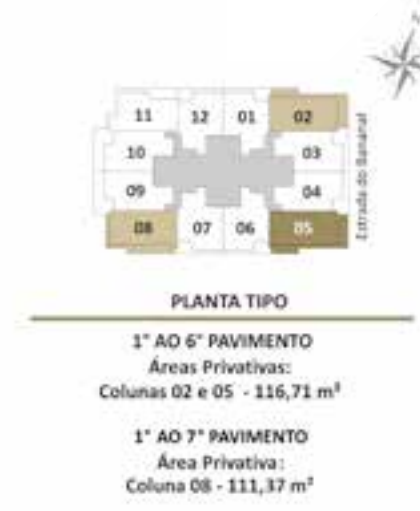 11 12 01 02
10 03
09 04
08 07 06 05
Estrada do Bananal
PLANTA TIPO
1° AO 6° PAVIMENTO
Áreas Privativas:
Colunas 02 e 05 - 116,71 m²
1° AO 7° PAVIMENTO
Área Privativa:
Coluna 08 - 111,37 m²